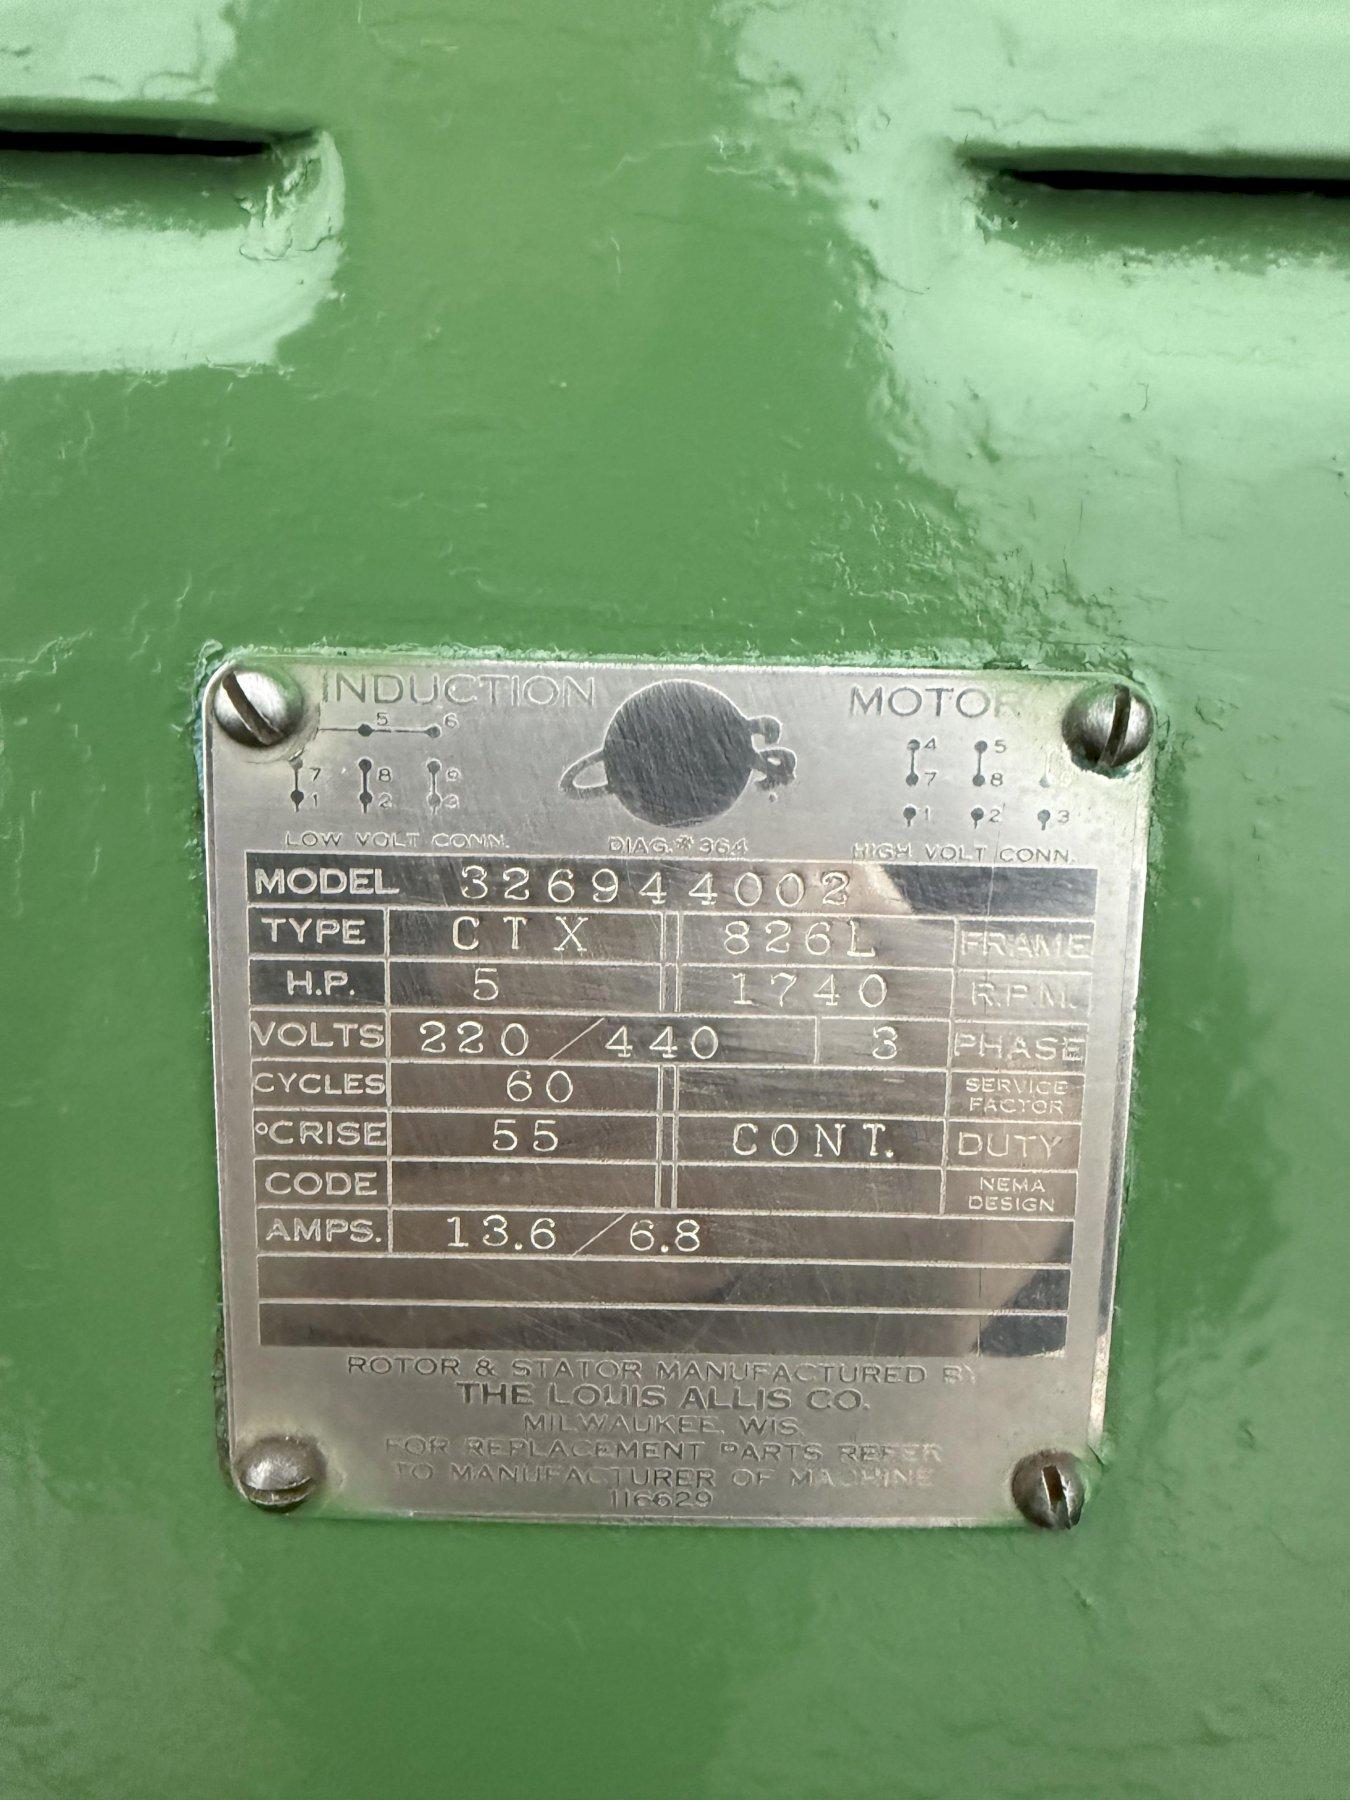 INDUCTION MOTOR
5 6 4 5
7 8 9 7 8
1 2 3 1 2 3
LOW VOLT CONN. DIAG.#364 HIGH VOLT CONN.
MODEL 326944002
TYPE CTX 826L FRAME
H.P. 5 1740 R.P.M.
VOLTS 220/440 3 PHASE
CYCLES 60 SERVICE FACTOR
°C RISE 55 CONT. DUTY
CODE NEMA DESIGN
AMPS. 13.6/6.8
ROTOR & STATOR MANUFACTURED BY
THE LOUIS ALLIS CO.
MILWAUKEE, WIS.
FOR REPLACEMENT PARTS REFER
TO MANUFACTURER OF MACHINE
116629